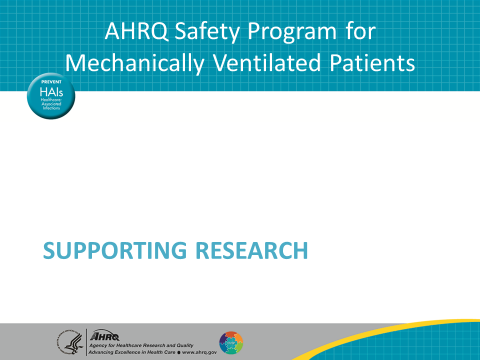 AHRQ Safety Program for
Mechanically Ventilated Patients
PREVENT
HAIs
Healthcare
Associated
Infections
SUPPORTING RESEARCH
AHRQ
Agency for Healthcare Research and Quality
Advancing Excellence in Health Care ■ www.ahrq.gov